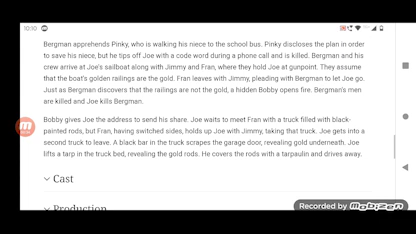 10:10
Bergman apprehends Pinky, who is walking his niece to the school bus. Pinky discloses the plan in order
to save his niece, but he tips off Joe with a code word during a phone call and is killed. Bergman and his
crew arrive at Joe's sailboat along with Jimmy and Fran, where they hold Joe at gunpoint. They assume
that the boat's golden railings are the gold. Fran leaves with Jimmy, pleading with Bergman to let Joe go.
Just as Bergman discovers that the railings are not the gold, a hidden Bobby opens fire. Bergman's men
are killed and Joe kills Bergman.
Bobby gives Joe the address to send his share. Joe waits to meet Fran with a truck filled with black-
painted rods, but Fran, having switched sides, holds up Joe with Jimmy, taking that truck. Joe gets into a
second truck to leave. A black bar in the truck scrapes the garage door, revealing gold underneath. Joe
lifts a tarp in the truck bed, revealing the gold rods. He covers the rods with a tarpaulin and drives away.
Cast
Production
Recorded by mobizen